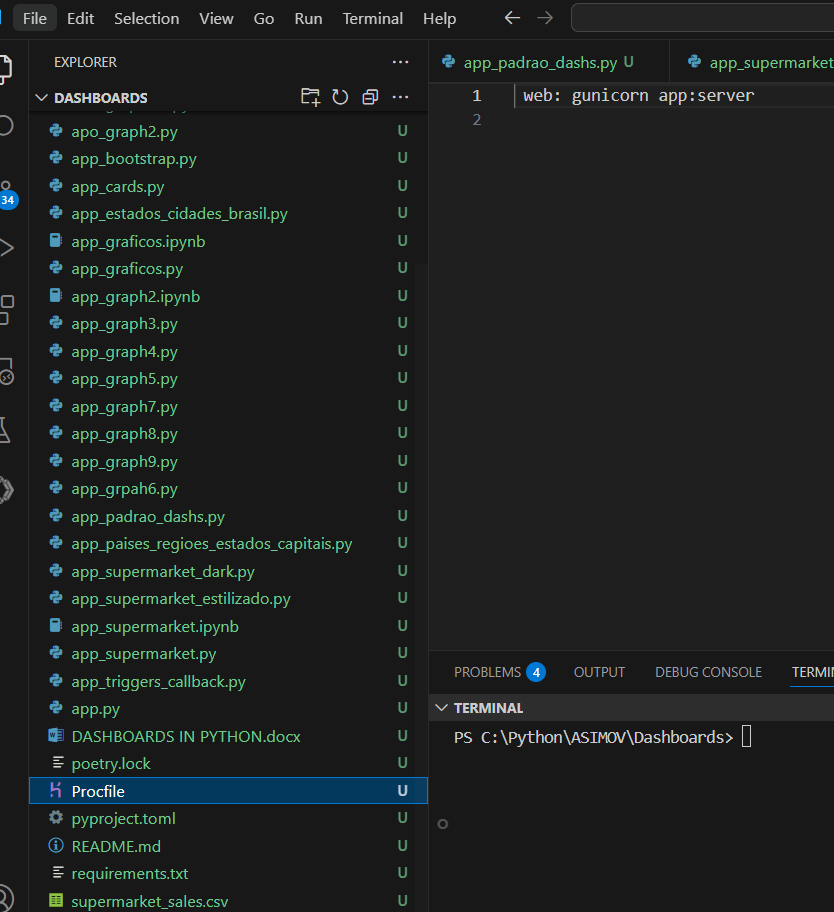 File Edit Selection View Go Run Terminal Help
EXPLORER
app_padrao_dashs.py U
app_supermarket
DASHBOARDS
1 web: gunicorn app:server
2
apo_graph2.py U
app_bootstrap.py U
app_cards.py U
34
app_estados_cidades_brasil.py U
app_graficos.ipynb U
app_graficos.py U
app_graph2.ipynb U
app_graph3.py U
app_graph4.py U
app_graph5.py U
app_graph7.py U
app_graph8.py U
app_graph9.py U
app_grpah6.py U
app_padrao_dashs.py U
app_paises_regioes_estados_capitais.py U
app_supermarket_dark.py U
app_supermarket_estilizado.py U
app_supermarket.ipynb U
app_supermarket.py U
app_triggers_callback.py U
app.py U
DASHBOARDS IN PYTHON.docx U
poetry.lock U
Procfile U
pyproject.toml U
README.md U
requirements.txt U
supermarket_sales.csv U
PROBLEMS 4 OUTPUT DEBUG CONSOLE TERMIN
TERMINAL
PS C:\Python\ASIMOV\Dashboards>